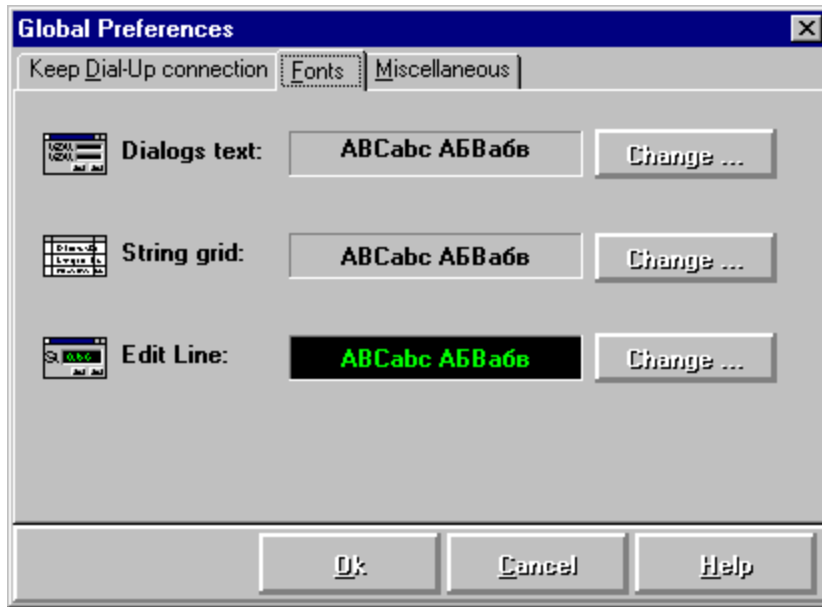 Global Preferences
Keep Dial-Up connection Fonts Miscellaneous
Dialogs text: ABCabc АБВабв Change ...
String grid: ABCabc АБВабв Change ...
Edit Line: ABCabc АБВабв Change ...
Ok Cancel Help